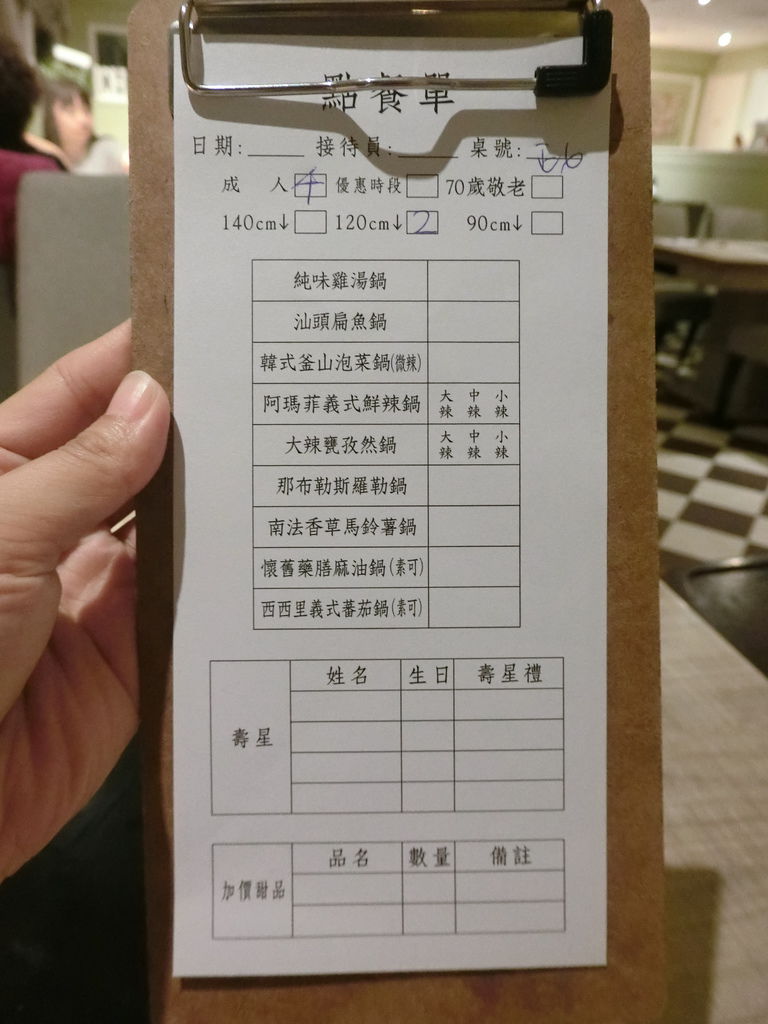 點餐單
日期:____ 接待員:____ 桌號:____
成 人 優惠時段 70歲敬老
140cm↓ 120cm↓ 2 90cm↓
純味雞湯鍋
汕頭扁魚鍋
韓式釜山泡菜鍋(微辣)
阿瑪菲義式鮮辣鍋 大辣 中辣 小辣
大辣甕孜然鍋 大辣 中辣 小辣
那布勒斯羅勒鍋
南法香草馬鈴薯鍋
懷舊藥膳麻油鍋(素可)
西西里義式蕃茄鍋(素可)
姓名 生日 壽星禮
壽星
品名 數量 備註
加價甜品